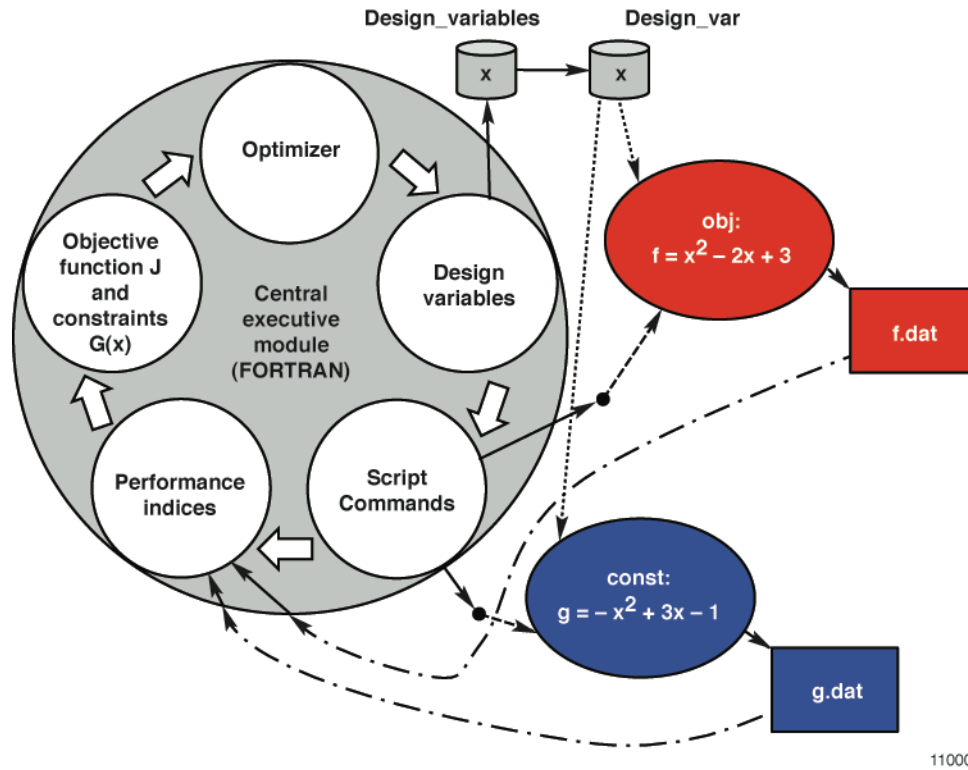 Design_variables
Design_var
x
x
Optimizer
Objective
function J
and
constraints
G(x)
Design
variables
Central
executive
module
(FORTRAN)
Performance
indices
Script
Commands
obj:
f = x² – 2x + 3
f.dat
const:
g = – x² + 3x – 1
g.dat